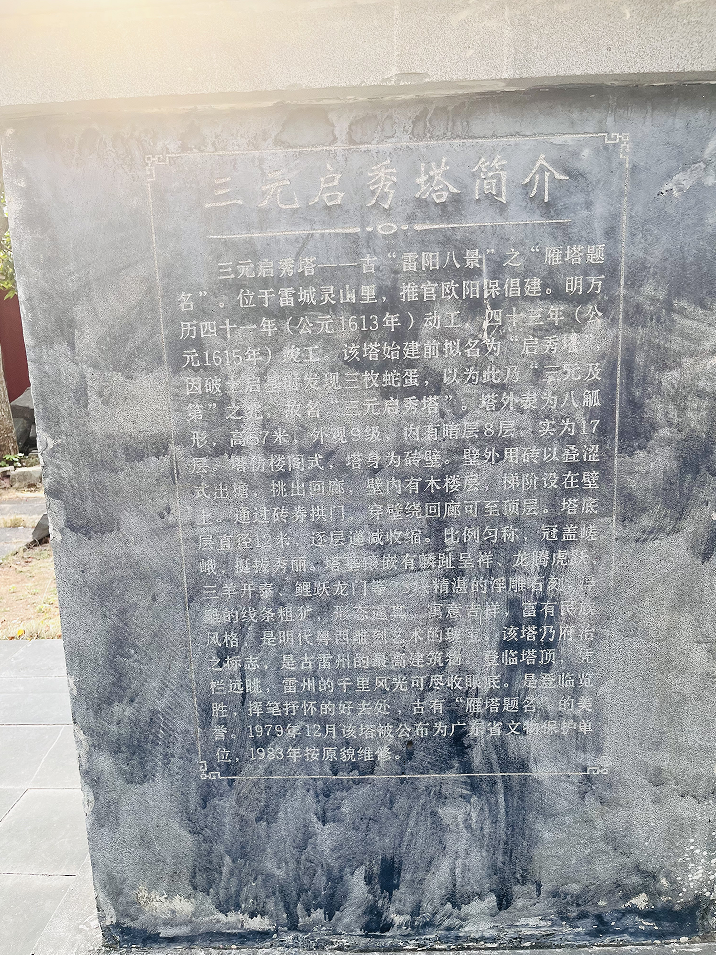 三元启秀塔简介
三元启秀塔——古“雷阳八景”之“雁塔题
名”。位于雷城灵山里，推官欧阳保倡建。明万
历四十一年（公元1613年）动工，四十三年（公
元1615年）竣工。该塔始建前拟名为“启秀塔”，
因破土启基时发现三牧蛇蛋，以为此乃“三元及
第”之兆，故名“三元启秀塔”。塔外表为八觚
形，高57米，外观9级，内有暗层8层，实为17
层。塔仿楼阁式，塔身为砖壁。壁外用砖以叠涩
式出檐，挑出回廊，壁内有木楼层，梯阶设在壁
上。通过砖券拱门，穿壁绕回廊可至顶层。塔底
层直径12米，逐层递减收缩。比例匀称，冠盖嵯
峨，挺拔秀丽。塔基 嵌有麟趾呈祥、龙腾虎跃、
三羊开泰、鲤跃龙门等 精湛的浮雕石刻，
的线条粗犷，形态逼真，寓意吉祥，富有民族
风格，是明代粤西雕刻艺术的瑰宝。该塔乃府治
之标志，是古雷州的最高建筑物。登临塔顶，凭
栏远眺，雷州的千里风光可尽收眼底。是登临览
胜，挥笔抒怀的好去处，古有“雁塔题名”的美
誉。1979年12月该塔被公布为广东省文物保护单
位，1983年按原貌维修。